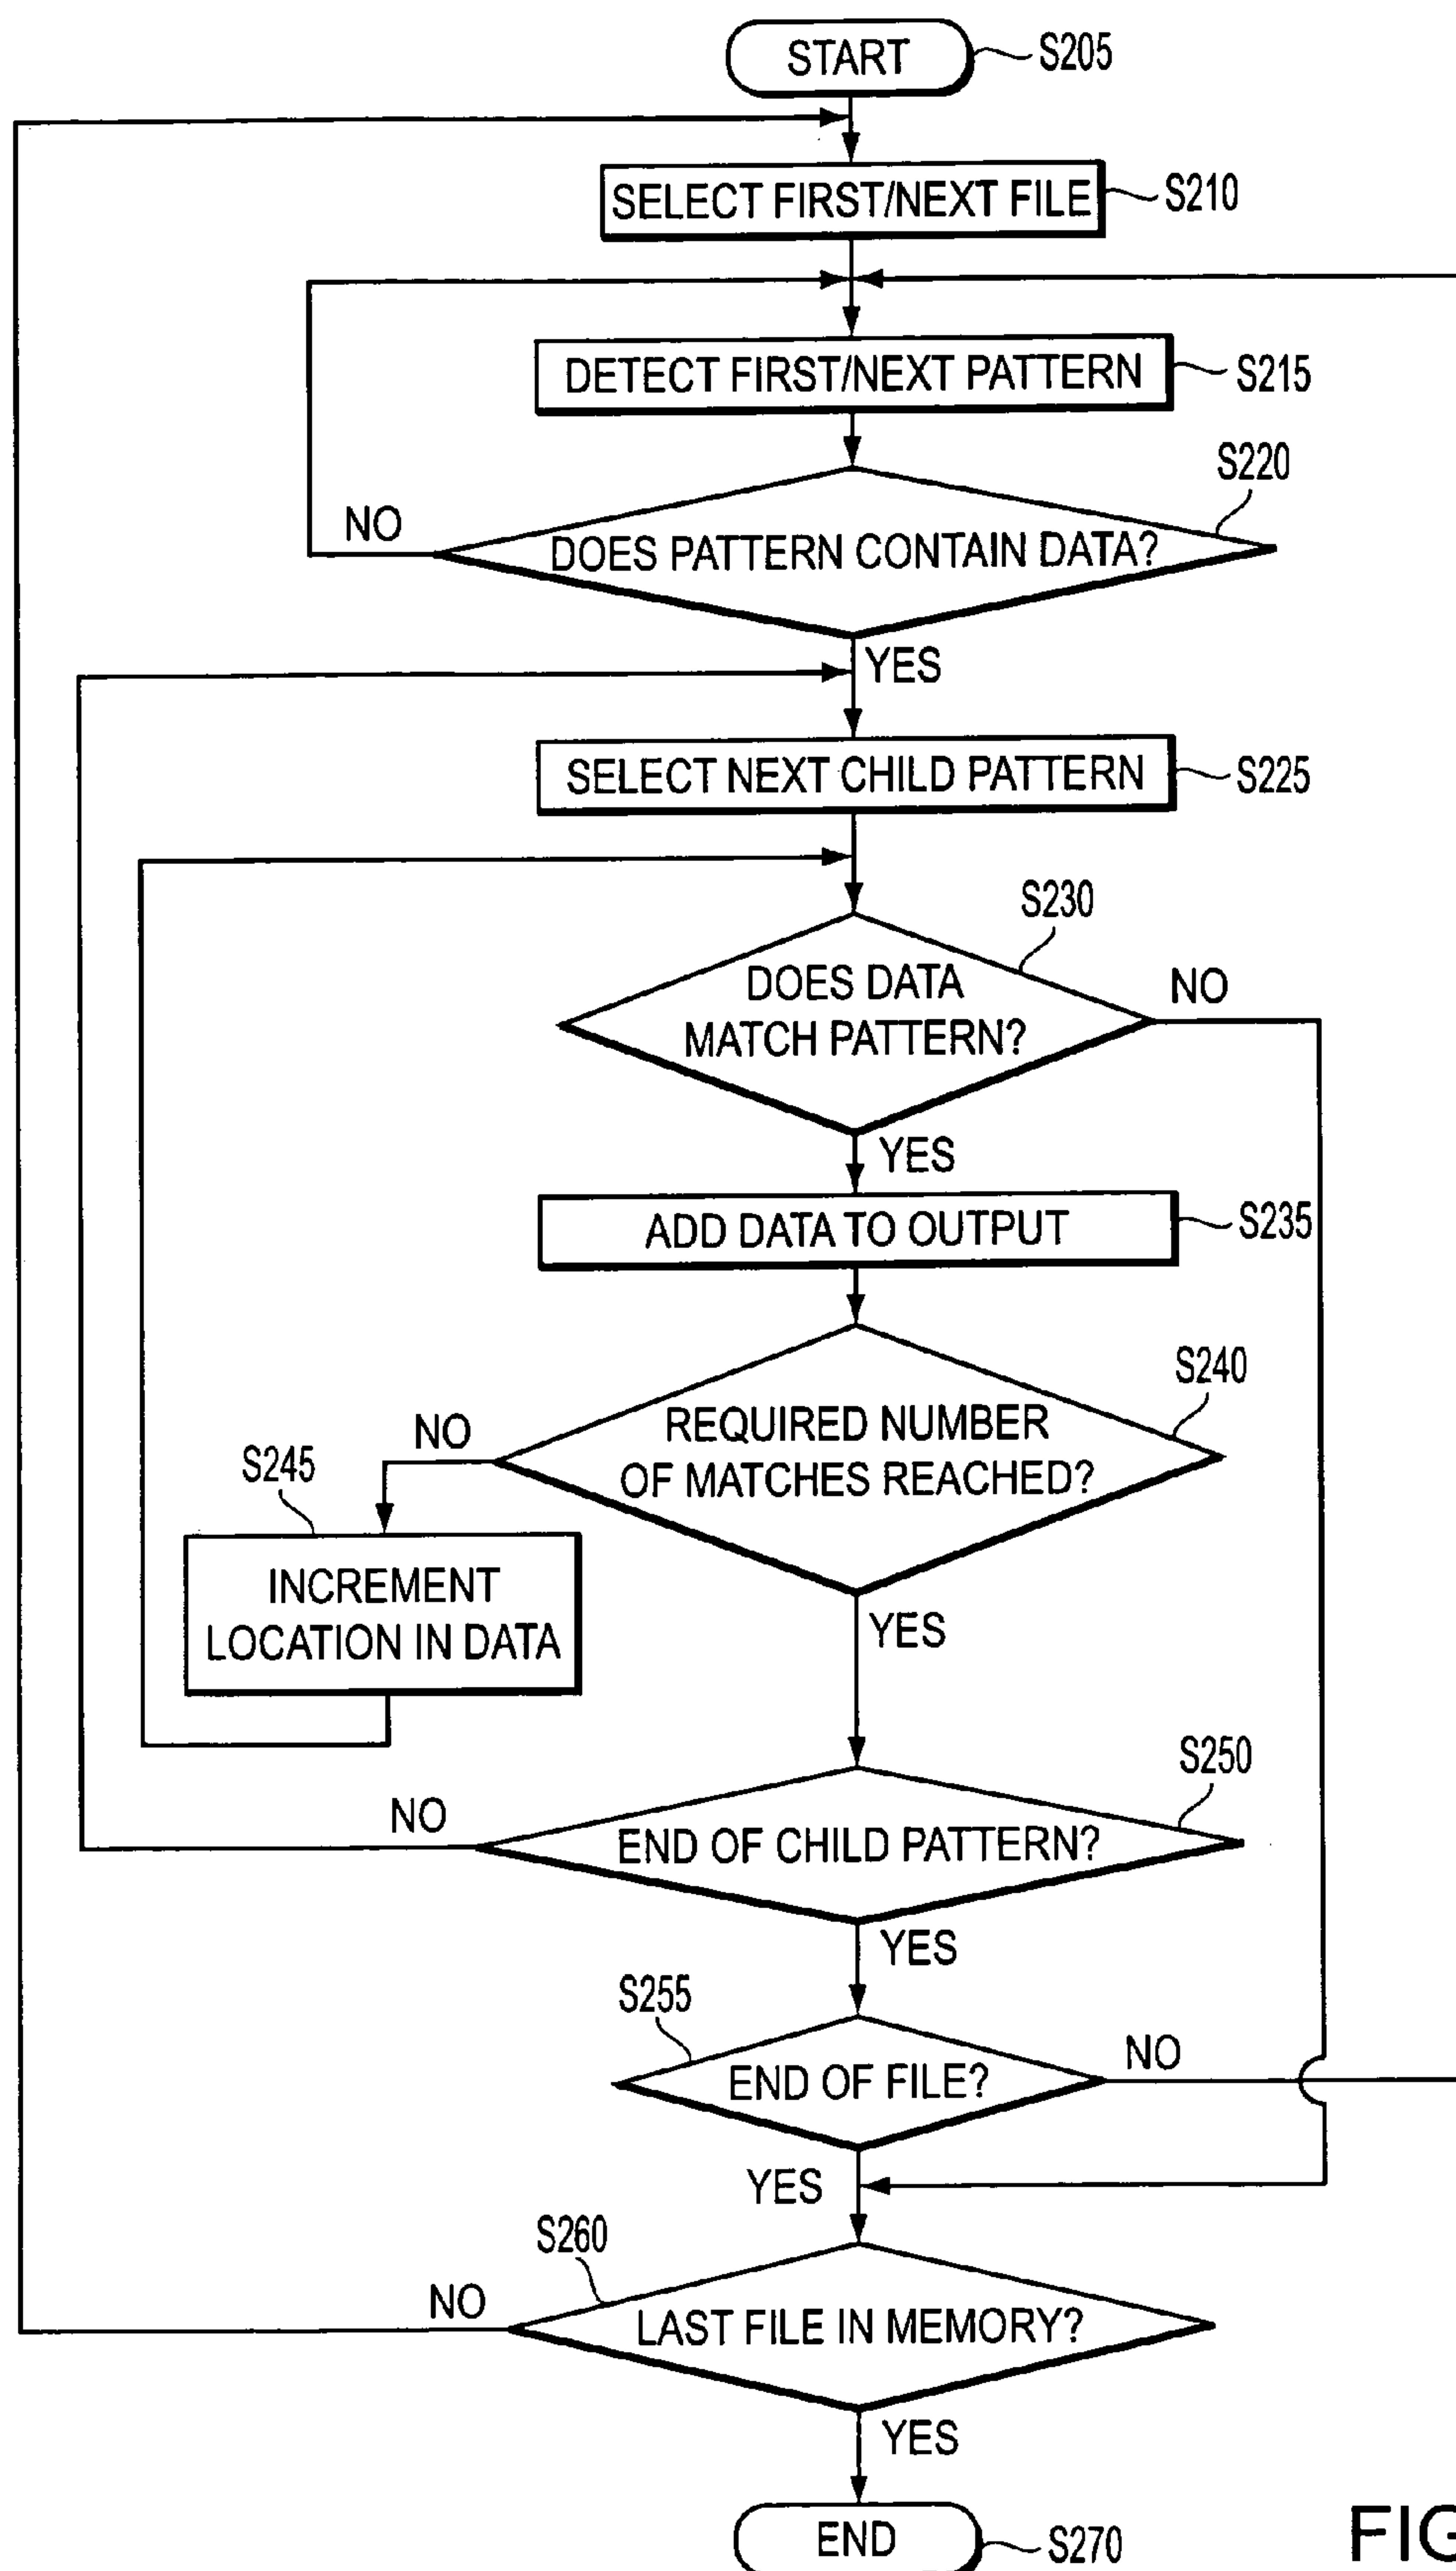 START
S205
SELECT FIRST/NEXT FILE
S210
DETECT FIRST/NEXT PATTERN
S215
S220
NO
DOES PATTERN CONTAIN DATA?
YES
SELECT NEXT CHILD PATTERN
S225
S230
DOES DATA
MATCH PATTERN?
NO
YES
ADD DATA TO OUTPUT
S235
S240
REQUIRED NUMBER
OF MATCHES REACHED?
NO
S245
INCREMENT
LOCATION IN DATA
YES
S250
NO
END OF CHILD PATTERN?
YES
S255
END OF FILE?
NO
YES
S260
NO
LAST FILE IN MEMORY?
YES
END
S270
FIG